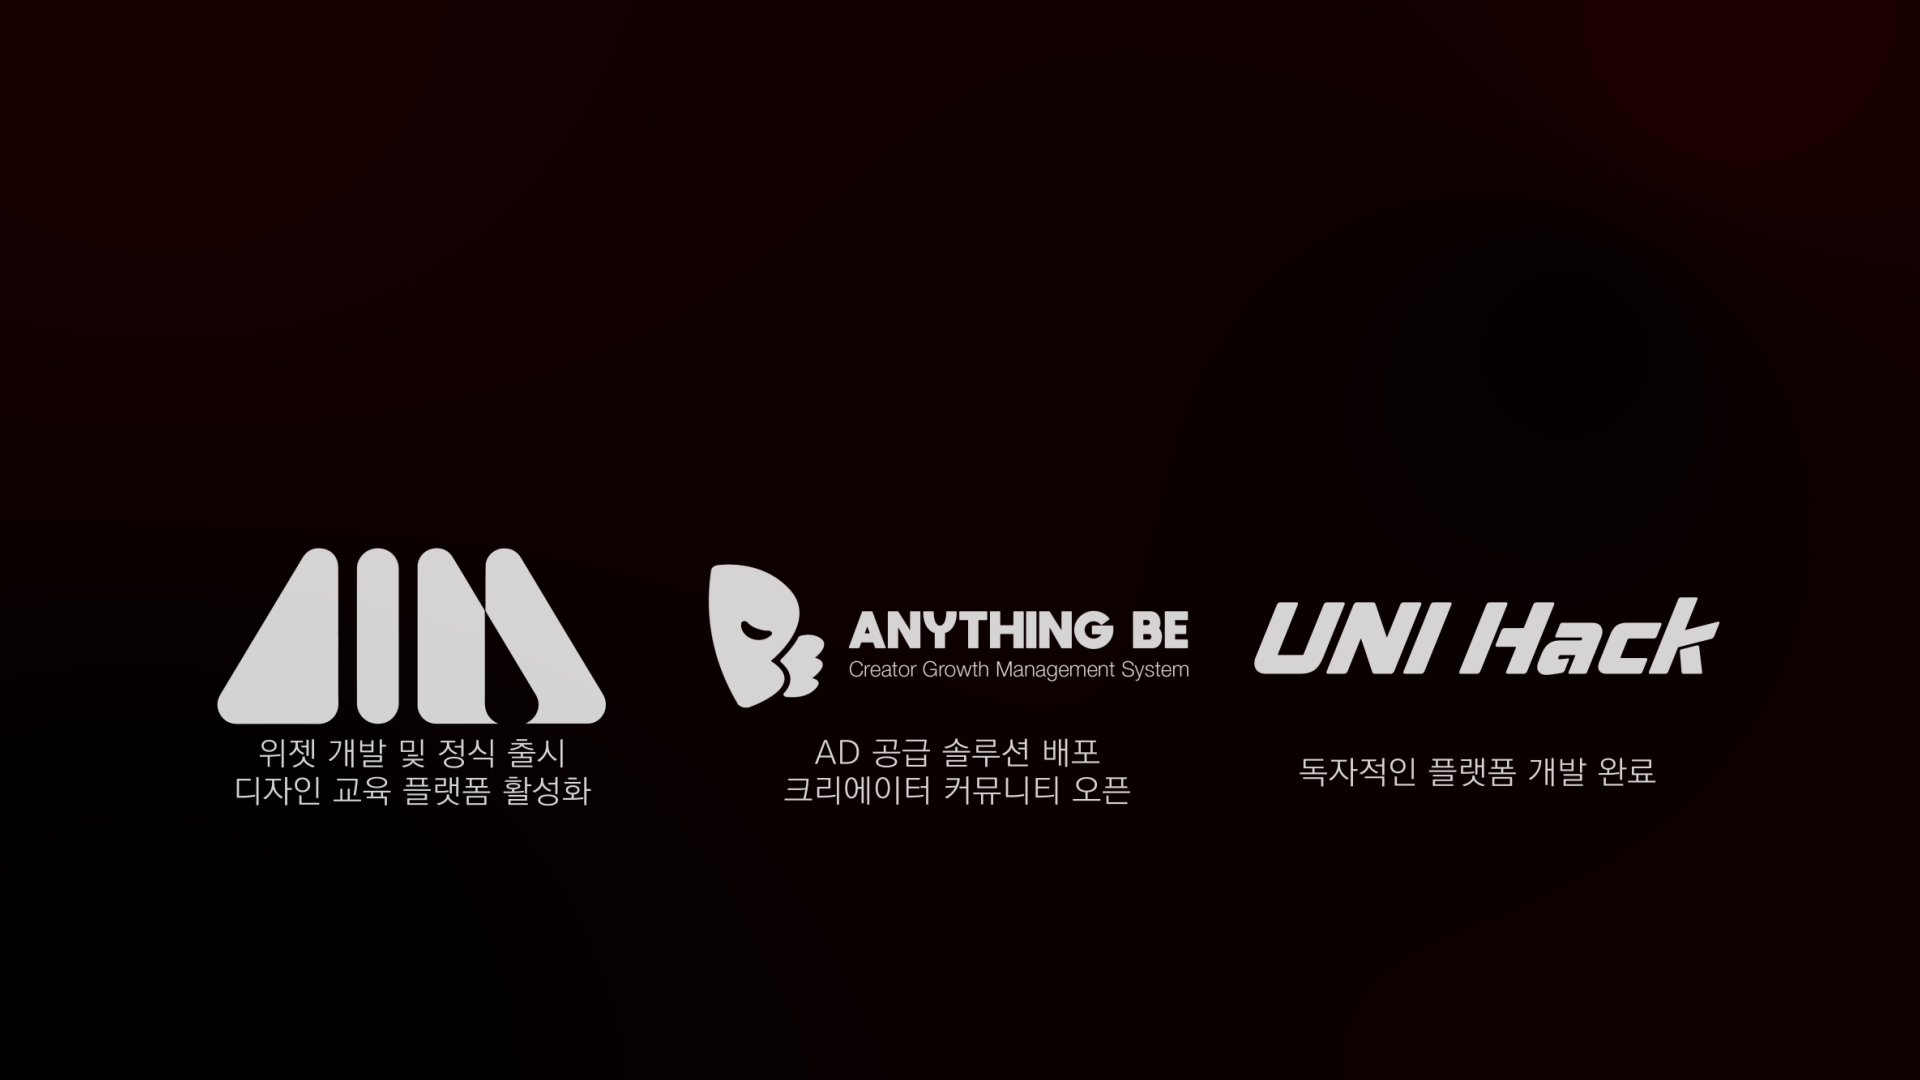 위젯 개발 및 정식 출시
디자인 교육 플랫폼 활성화
ANYTHING BE
Creator Growth Management System
AD 공급 솔루션 배포
크리에이터 커뮤니티 오픈
UNI Hack
독자적인 플랫폼 개발 완료